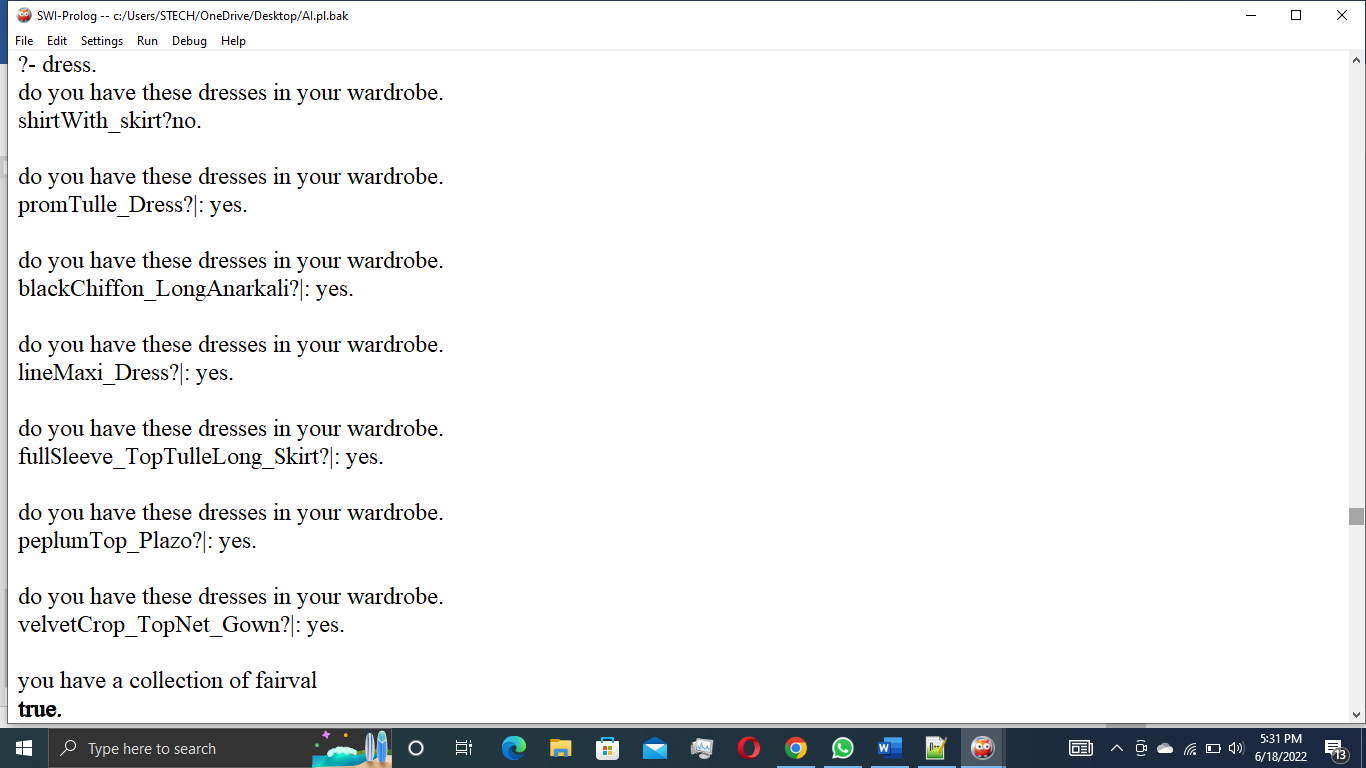 SWI-Prolog -- c:/Users/STECH/OneDrive/Desktop/AI.pl.bak
File Edit Settings Run Debug Help
?- dress.
do you have these dresses in your wardrobe.
shirtWith_skirt?no.
do you have these dresses in your wardrobe.
promTulle_Dress?|: yes.
do you have these dresses in your wardrobe.
blackChiffon_LongAnarkali?|: yes.
do you have these dresses in your wardrobe.
lineMaxi_Dress?|: yes.
do you have these dresses in your wardrobe.
fullSleeve_TopTulleLong_Skirt?|: yes.
do you have these dresses in your wardrobe.
peplumTop_Plazo?|: yes.
do you have these dresses in your wardrobe.
velvetCrop_TopNet_Gown?|: yes.
you have a collection of fairval
true.
Type here to search
5:31 PM
6/18/2022
13